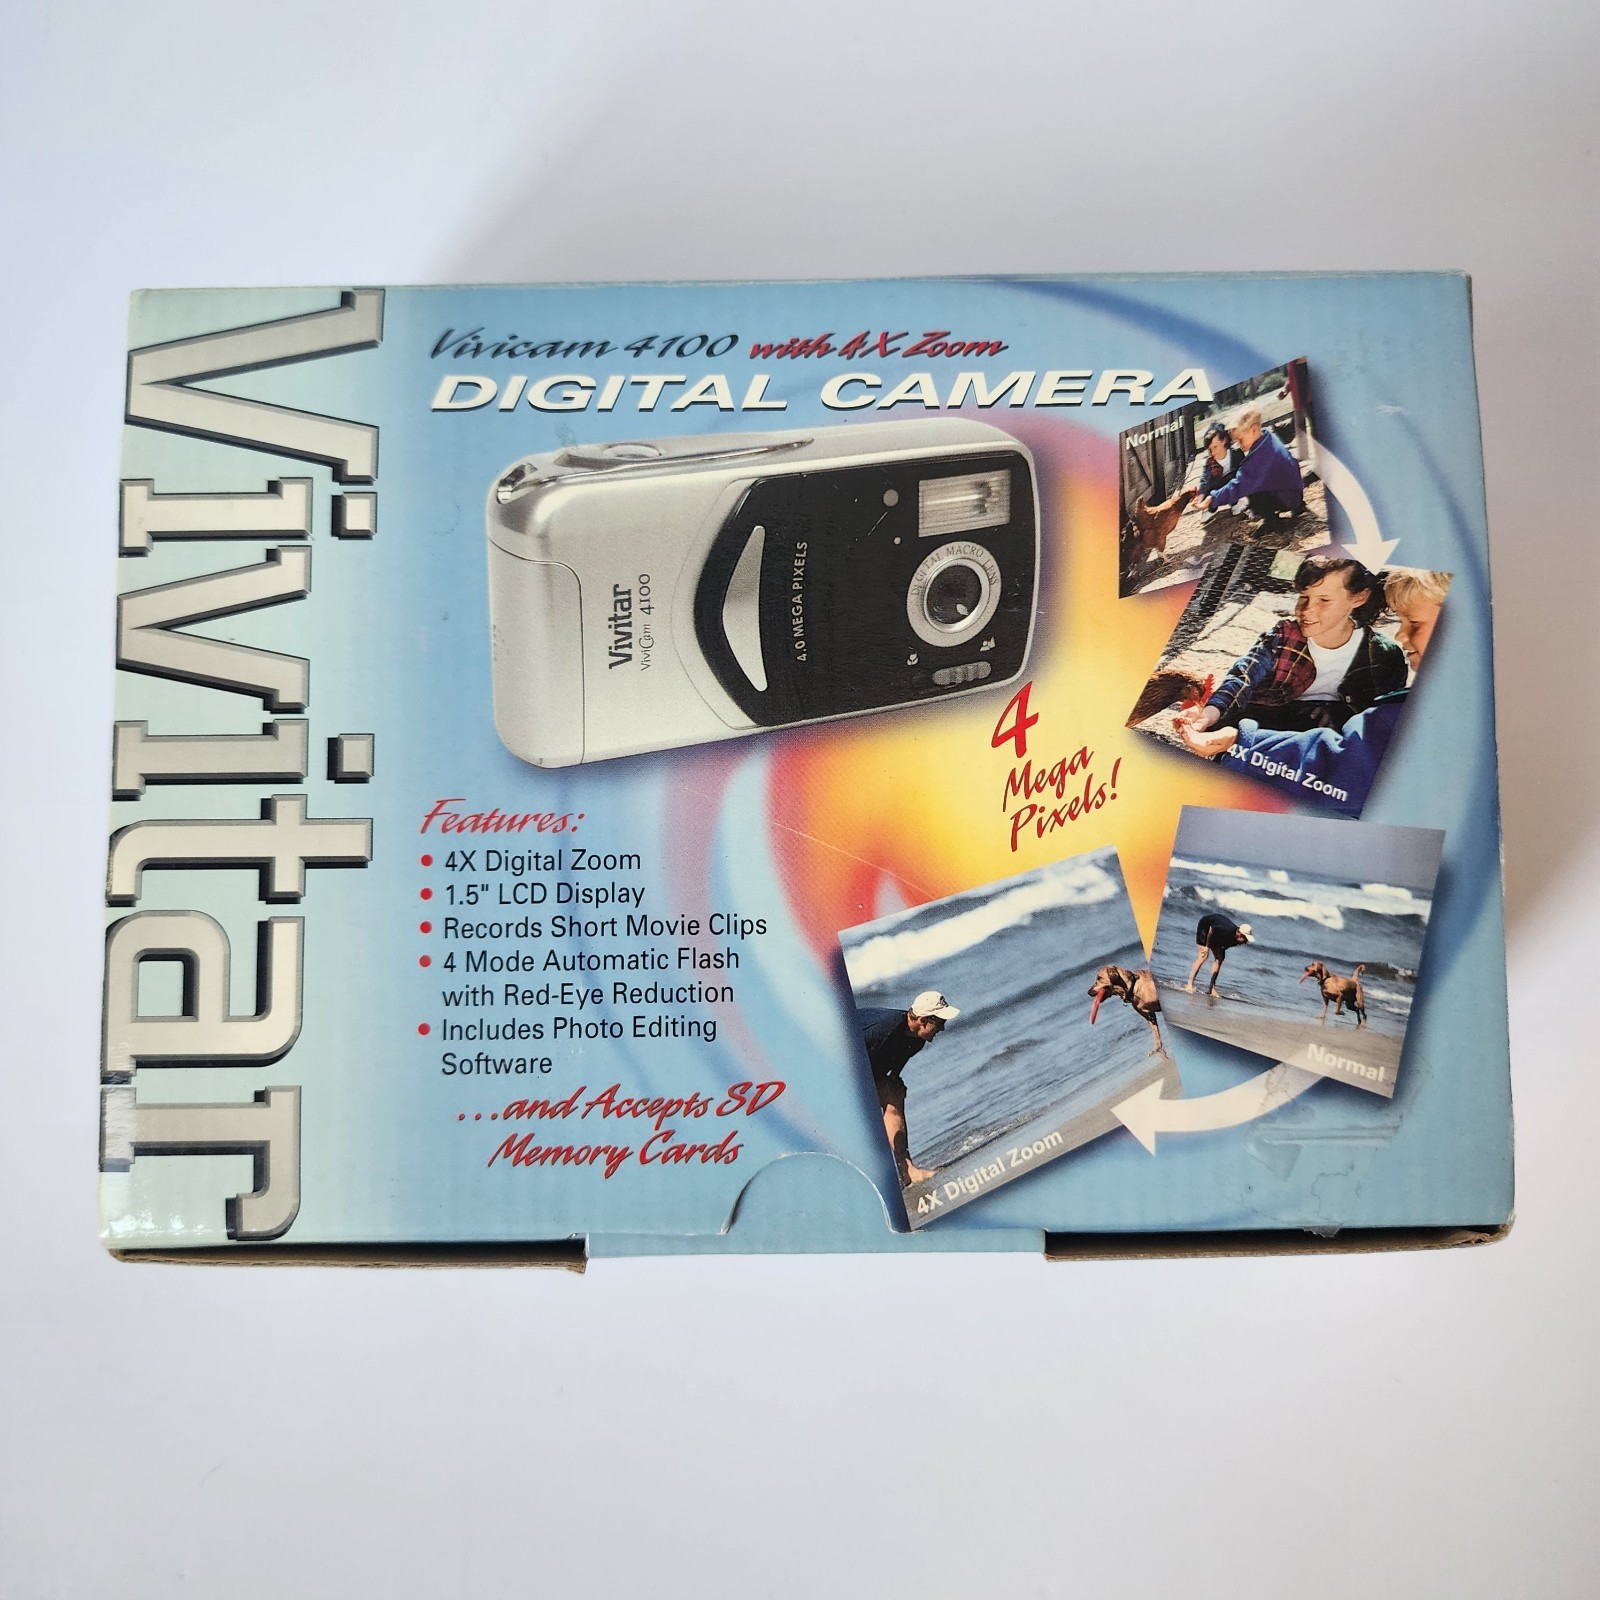 Vivitar
Vivicam 4100 with 4X Zoom
DIGITAL CAMERA
Normal
4X Digital Zoom
Vivitar
ViviCam 4100
4.0 MEGA PIXELS
DIGITAL MACRO LENS
4
Mega
Pixels!
Features:
• 4X Digital Zoom
• 1.5" LCD Display
• Records Short Movie Clips
• 4 Mode Automatic Flash
with Red-Eye Reduction
• Includes Photo Editing
Software
...and Accepts SD
Memory Cards
Normal
4X Digital Zoom